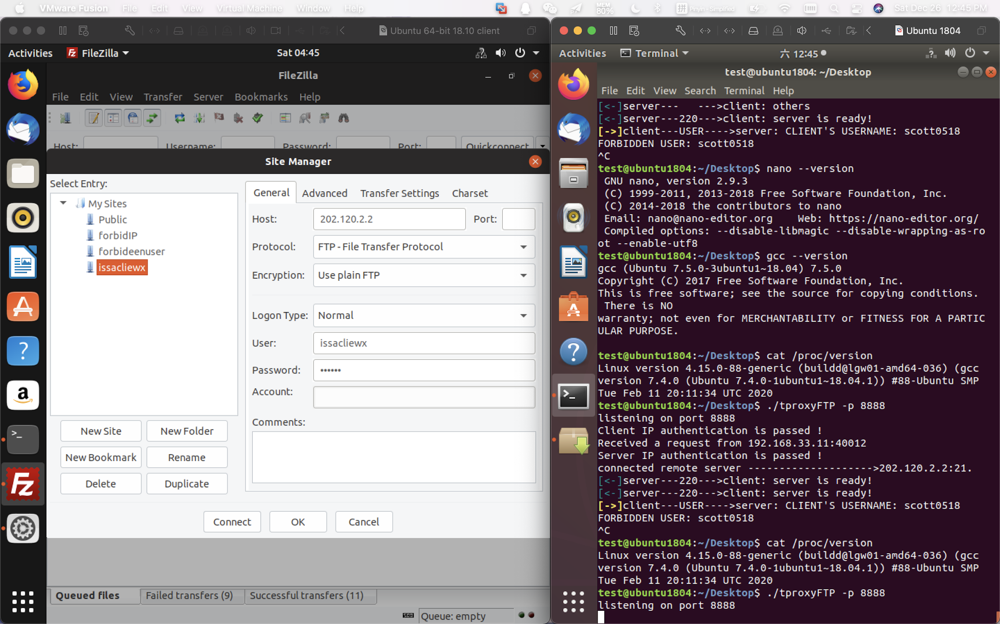 VMware Fusion File Edit View Virtual Machine Window Help MEM 80% 拼 Pinyin - Simplified Sat Dec 26 12:45 PM
Ubuntu 64-bit 18.10 client
Activities FileZilla Sat 04:45
FileZilla
File Edit View Transfer Server Bookmarks Help
Host: Username: Password: Port: Quickconnect
Site Manager
Select Entry:
My Sites
Public
forbidIP
forbideenuser
issacliewx
General Advanced Transfer Settings Charset
Host: 202.120.2.2 Port:
Protocol: FTP - File Transfer Protocol
Encryption: Use plain FTP
Logon Type: Normal
User: issacliewx
Password: ••••••
Account:
Comments:
New Site New Folder
New Bookmark Rename
Delete Duplicate
Connect OK Cancel
Queued files Failed transfers (9) Successful transfers (11)
Queue: empty
Ubuntu 1804
Activities Terminal 六 12:45
test@ubuntu1804: ~/Desktop
File Edit View Search Terminal Help
[<-]server---   --->client: others
[<-]server---220--->client: server is ready!
[->]client---USER---->server: CLIENT'S USERNAME: scott0518
FORBIDDEN USER: scott0518
^C
test@ubuntu1804:~/Desktop$ nano --version
GNU nano, version 2.9.3
(C) 1999-2011, 2013-2018 Free Software Foundation, Inc.
(C) 2014-2018 the contributors to nano
Email: nano@nano-editor.org    Web: https://nano-editor.org/
Compiled options: --disable-libmagic --disable-wrapping-as-ro
ot --enable-utf8
test@ubuntu1804:~/Desktop$ gcc --version
gcc (Ubuntu 7.5.0-3ubuntu1~18.04) 7.5.0
Copyright (C) 2017 Free Software Foundation, Inc.
This is free software; see the source for copying conditions.
There is NO
warranty; not even for MERCHANTABILITY or FITNESS FOR A PARTIC
ULAR PURPOSE.
test@ubuntu1804:~/Desktop$ cat /proc/version
Linux version 4.15.0-88-generic (buildd@lgw01-amd64-036) (gcc
version 7.4.0 (Ubuntu 7.4.0-1ubuntu1~18.04.1)) #88-Ubuntu SMP
Tue Feb 11 20:11:34 UTC 2020
test@ubuntu1804:~/Desktop$ ./tproxyFTP -p 8888
listening on port 8888
Client IP authentication is passed !
Received a request from 192.168.33.11:40012
Server IP authentication is passed !
connected remote server -------------------->202.120.2.2:21.
[<-]server---220--->client: server is ready!
[<-]server---220--->client: server is ready!
[->]client---USER---->server: CLIENT'S USERNAME: scott0518
FORBIDDEN USER: scott0518
^C
test@ubuntu1804:~/Desktop$ cat /proc/version
Linux version 4.15.0-88-generic (buildd@lgw01-amd64-036) (gcc
version 7.4.0 (Ubuntu 7.4.0-1ubuntu1~18.04.1)) #88-Ubuntu SMP
Tue Feb 11 20:11:34 UTC 2020
test@ubuntu1804:~/Desktop$ ./tproxyFTP -p 8888
listening on port 8888